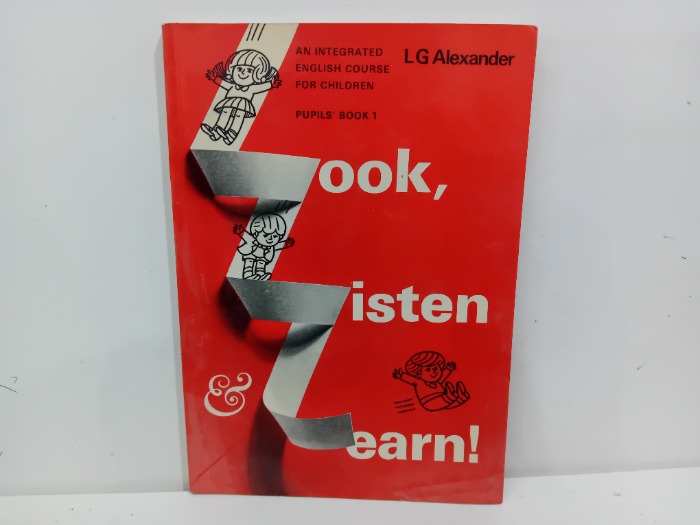 AN INTEGRATED
ENGLISH COURSE
FOR CHILDREN
PUPILS' BOOK 1
LG Alexander
Look,
Listen
& Learn!